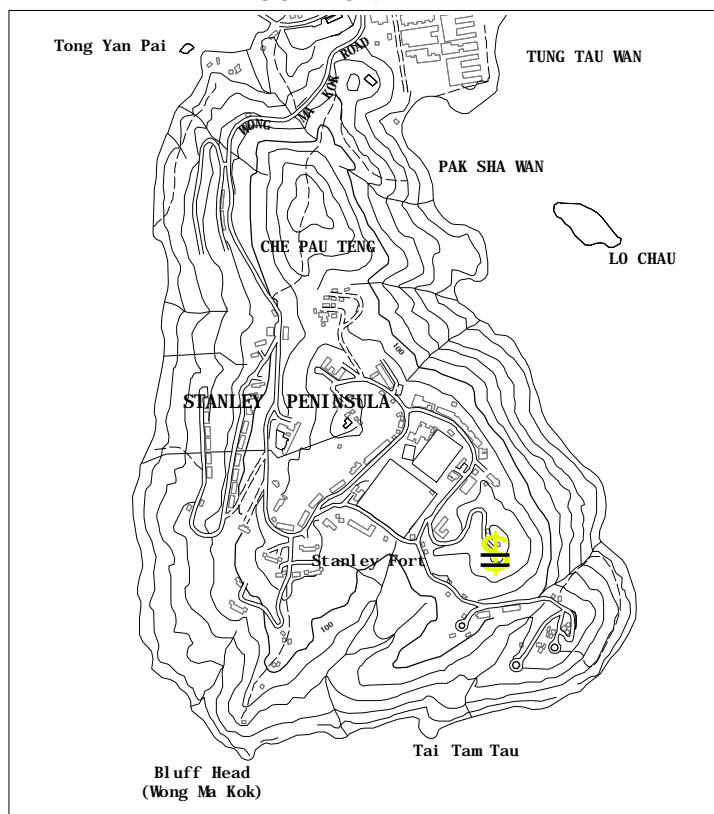 Tong Yan Pai
TUNG TAU WAN
WONG MA KOK ROAD
PAK SHA WAN
CHE PAU TENG
LO CHAU
100
STANLEY PENINSULA
Stanley Fort
$
100
Tai Tam Tau
Bluff Head
(Wong Ma Kok)